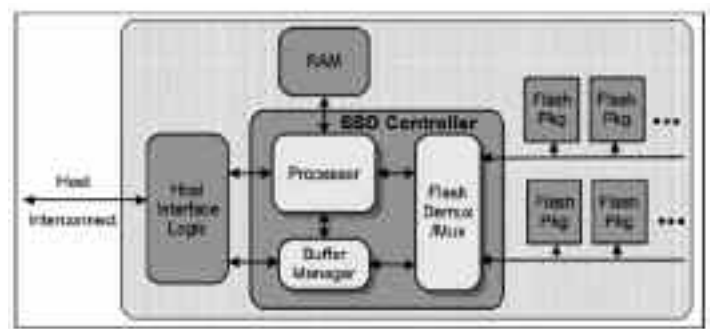 RAM
SSD Controller
Flash
Pkg
Flash
Pkg
Host
Interconnect
Host
Interface
Logic
Processor
Flash
Demux
/Mux
Buffer
Manager
Flash
Pkg
Flash
Pkg